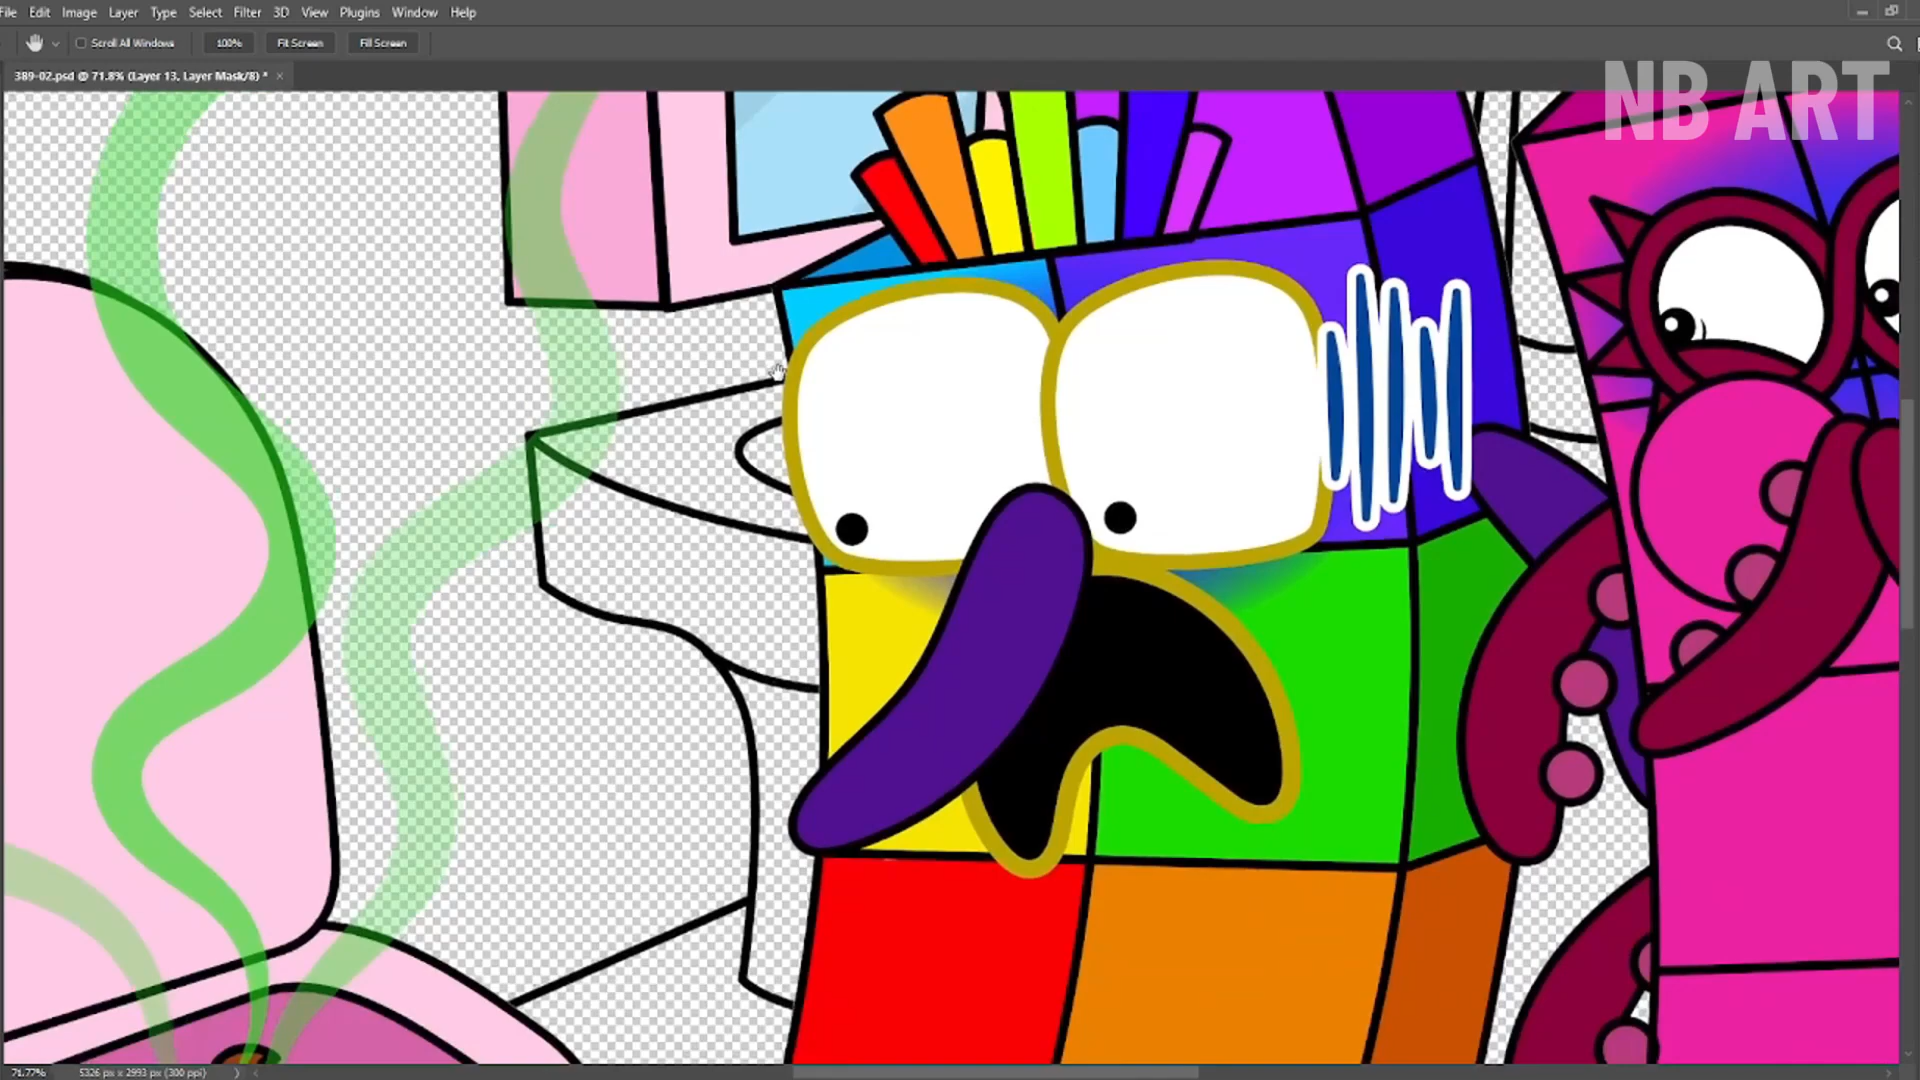 File Edit Image Layer Type Select Filter 3D View Plugins Window Help
Scroll All Windows 100% Fit Screen Fill Screen
389-02.psd @ 71.8% (Layer 13, Layer Mask/8) *
NB ART
71.77% 5326 px x 2993 px (300 ppi)